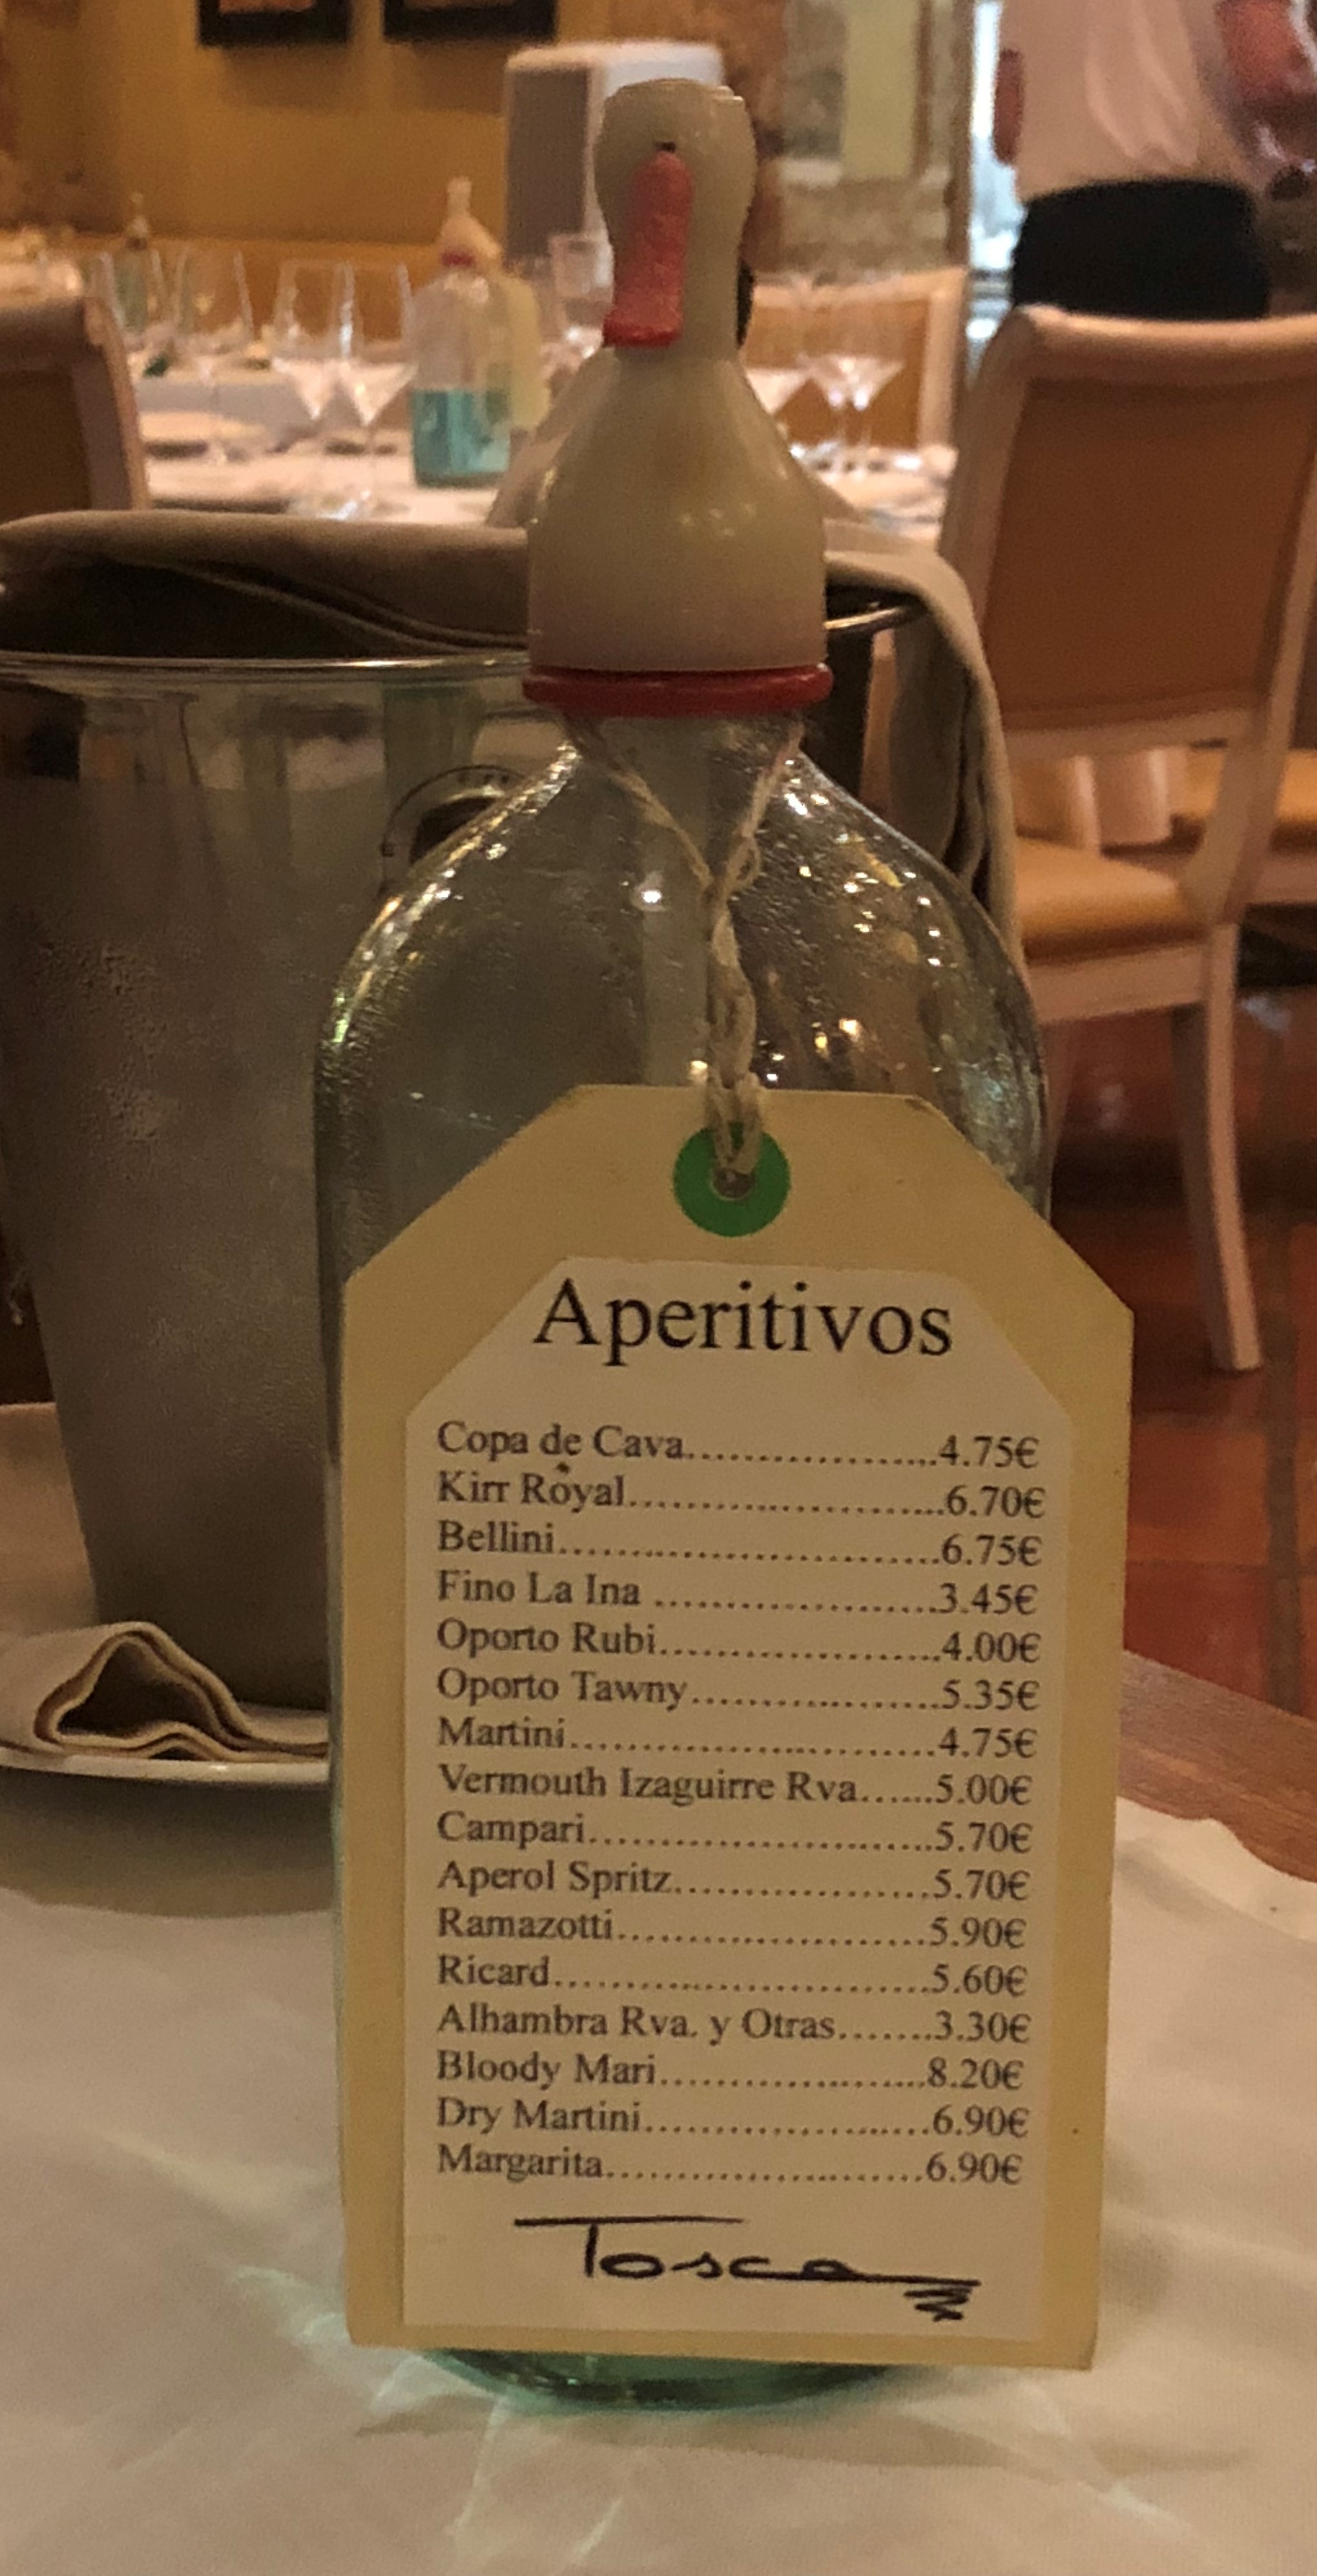 Aperitivos
Copa de Cava....................4.75€
Kirr Royal..........................6.70€
Bellini................................6.75€
Fino La Ina ........................3.45€
Oporto Rubi.......................4.00€
Oporto Tawny....................5.35€
Martini...............................4.75€
Vermouth Izaguirre Rva......5.00€
Campari.............................5.70€
Aperol Spritz.....................5.70€
Ramazotti..........................5.90€
Ricard................................5.60€
Alhambra Rva. y Otras.......3.30€
Bloody Mari.......................8.20€
Dry Martini........................6.90€
Margarita...........................6.90€
Tosca